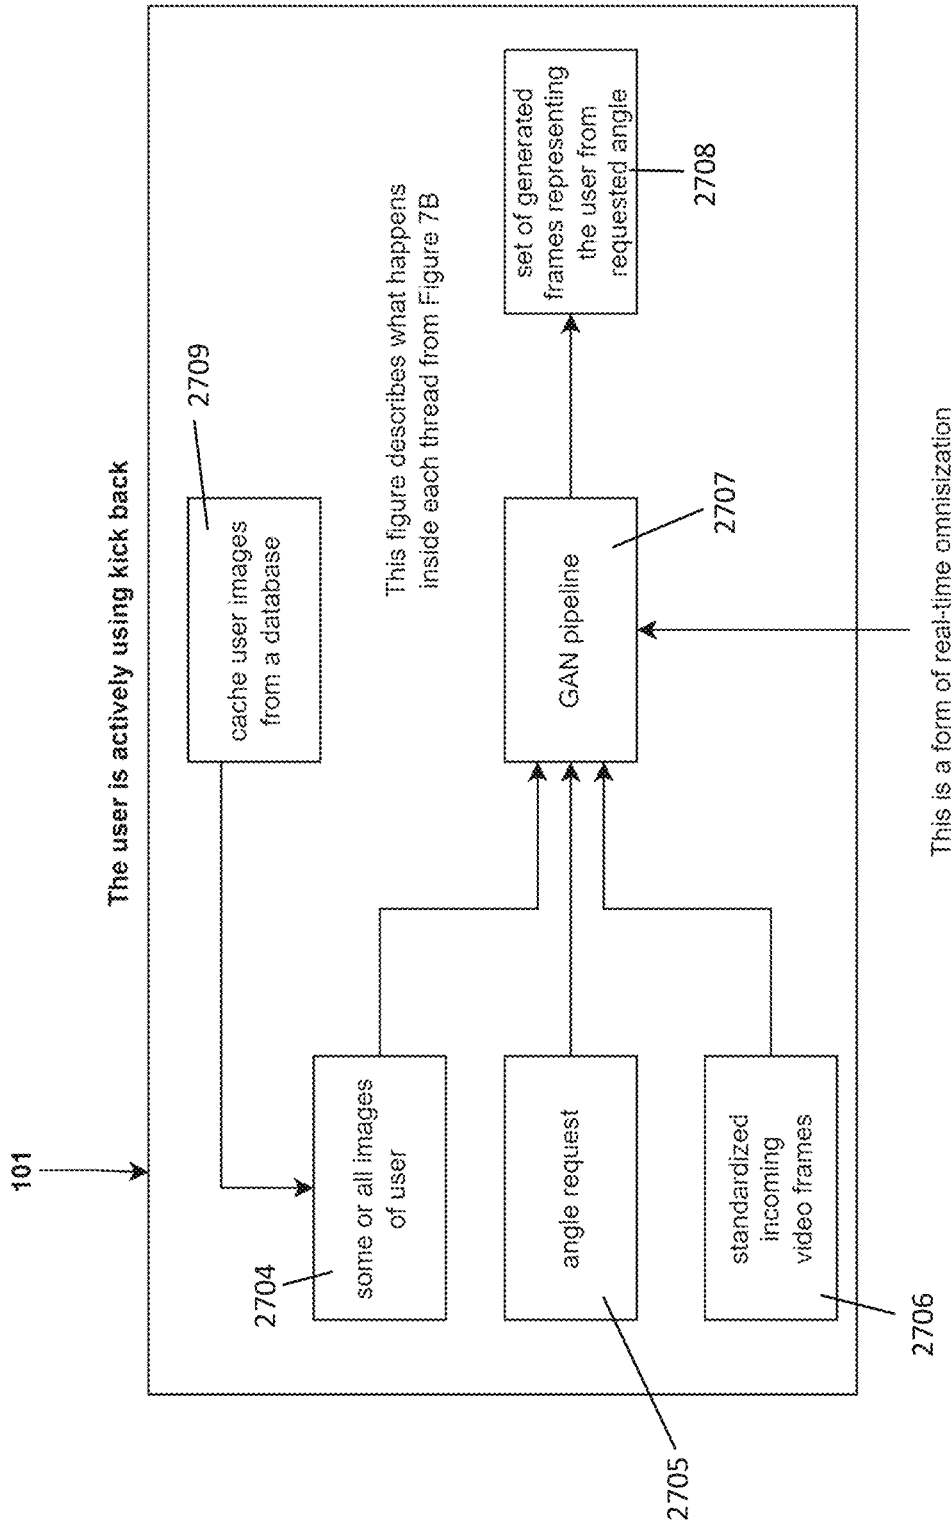 101
The user is actively using kick back
cache user images
from a database
2709
2704
some or all images
of user
This figure describes what happens
inside each thread from Figure 7B
angle request
2705
GAN pipeline
2707
set of generated
frames representing
the user from
requested angle
2708
standardized
incoming
video frames
2706
This is a form of real-time omnisization